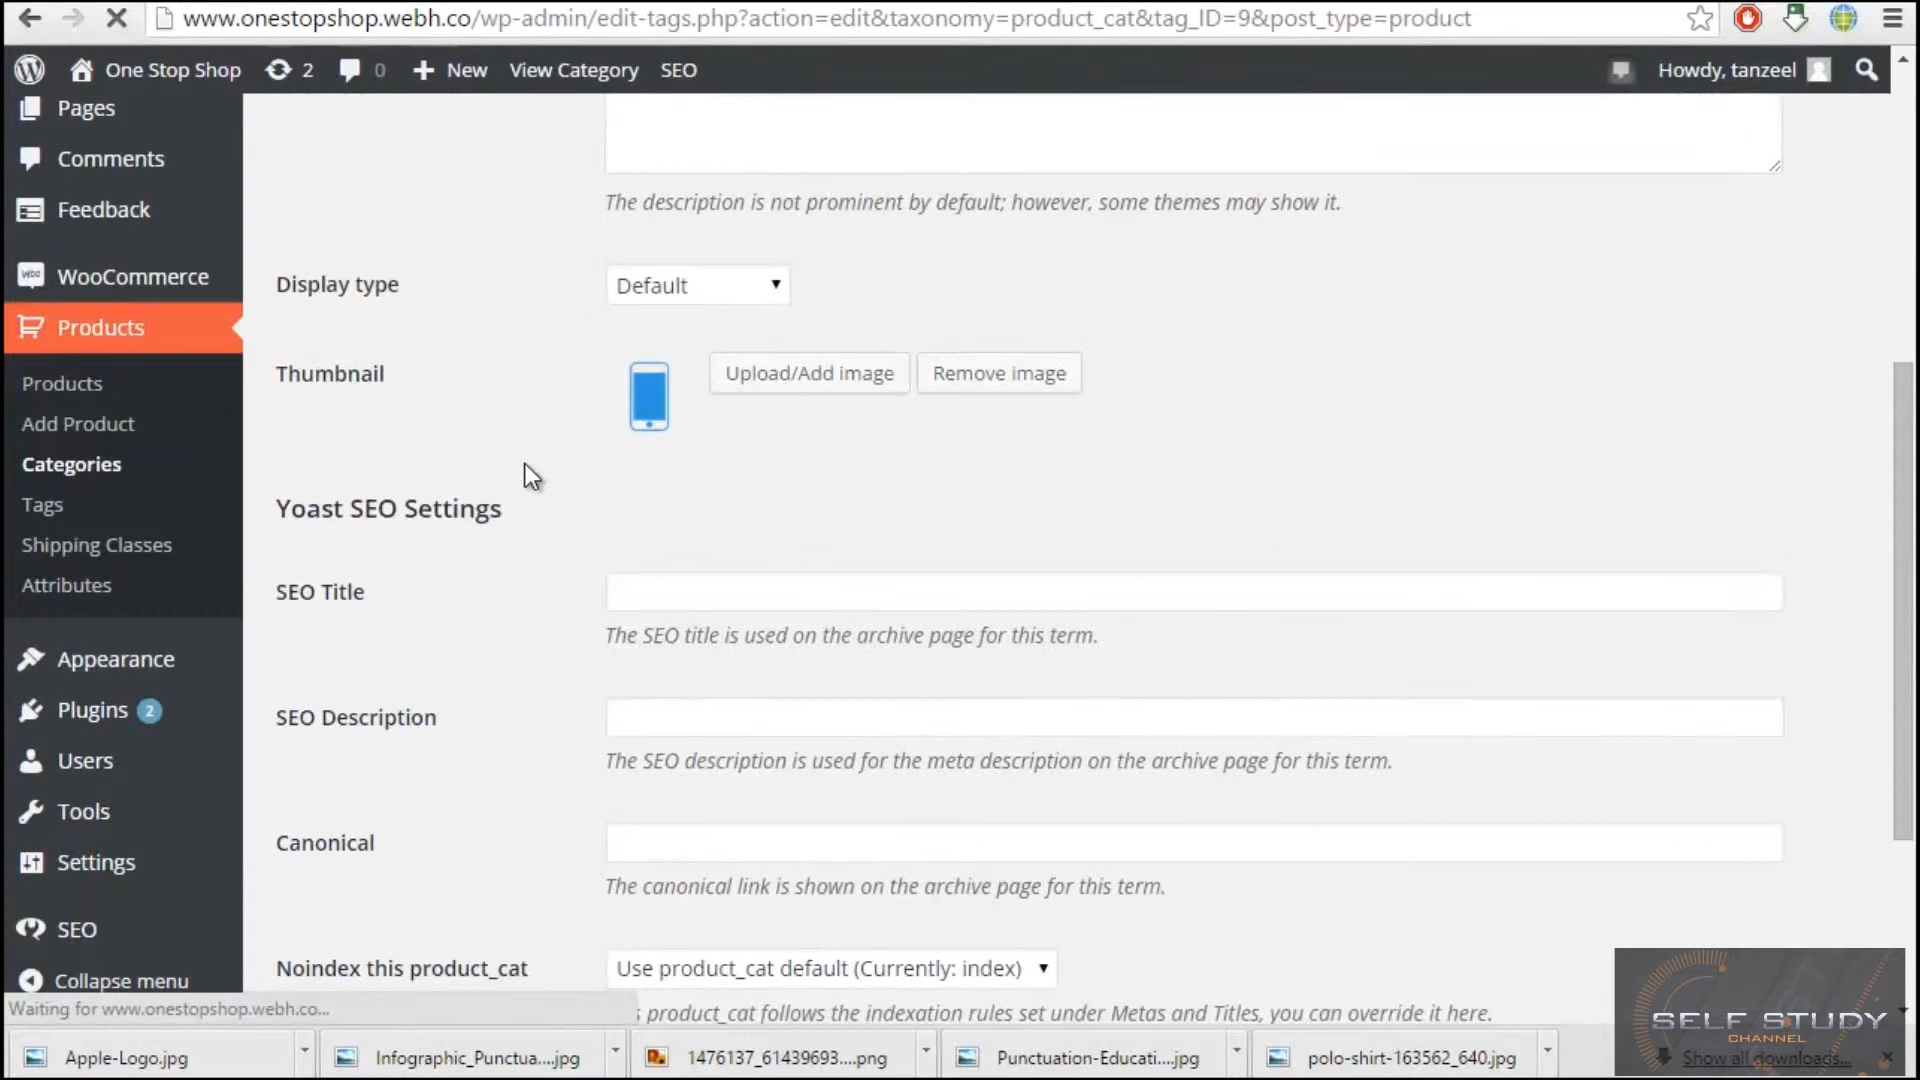 www.onestopshop.webh.co/wp-admin/edit-tags.php?action=edit&taxonomy=product_cat&tag_ID=9&post_type=product
One Stop Shop 2 0 New View Category SEO Howdy, tanzeel
Pages
Comments
Feedback
WooCommerce
Products
Products
Add Product
Categories
Tags
Shipping Classes
Attributes
Appearance
Plugins 2
Users
Tools
Settings
SEO
Collapse menu
The description is not prominent by default; however, some themes may show it.
Display type Default
Thumbnail Upload/Add image Remove image
Yoast SEO Settings
SEO Title
The SEO title is used on the archive page for this term.
SEO Description
The SEO description is used for the meta description on the archive page for this term.
Canonical
The canonical link is shown on the archive page for this term.
Noindex this product_cat Use product_cat default (Currently: index)
product_cat follows the indexation rules set under Metas and Titles, you can override it here.
Waiting for www.onestopshop.webh.co...
Apple-Logo.jpg Infographic_Punctua....jpg 1476137_61439693....png Punctuation-Educati....jpg polo-shirt-163562_640.jpg Show all downloads...
SELF STUDY
CHANNEL